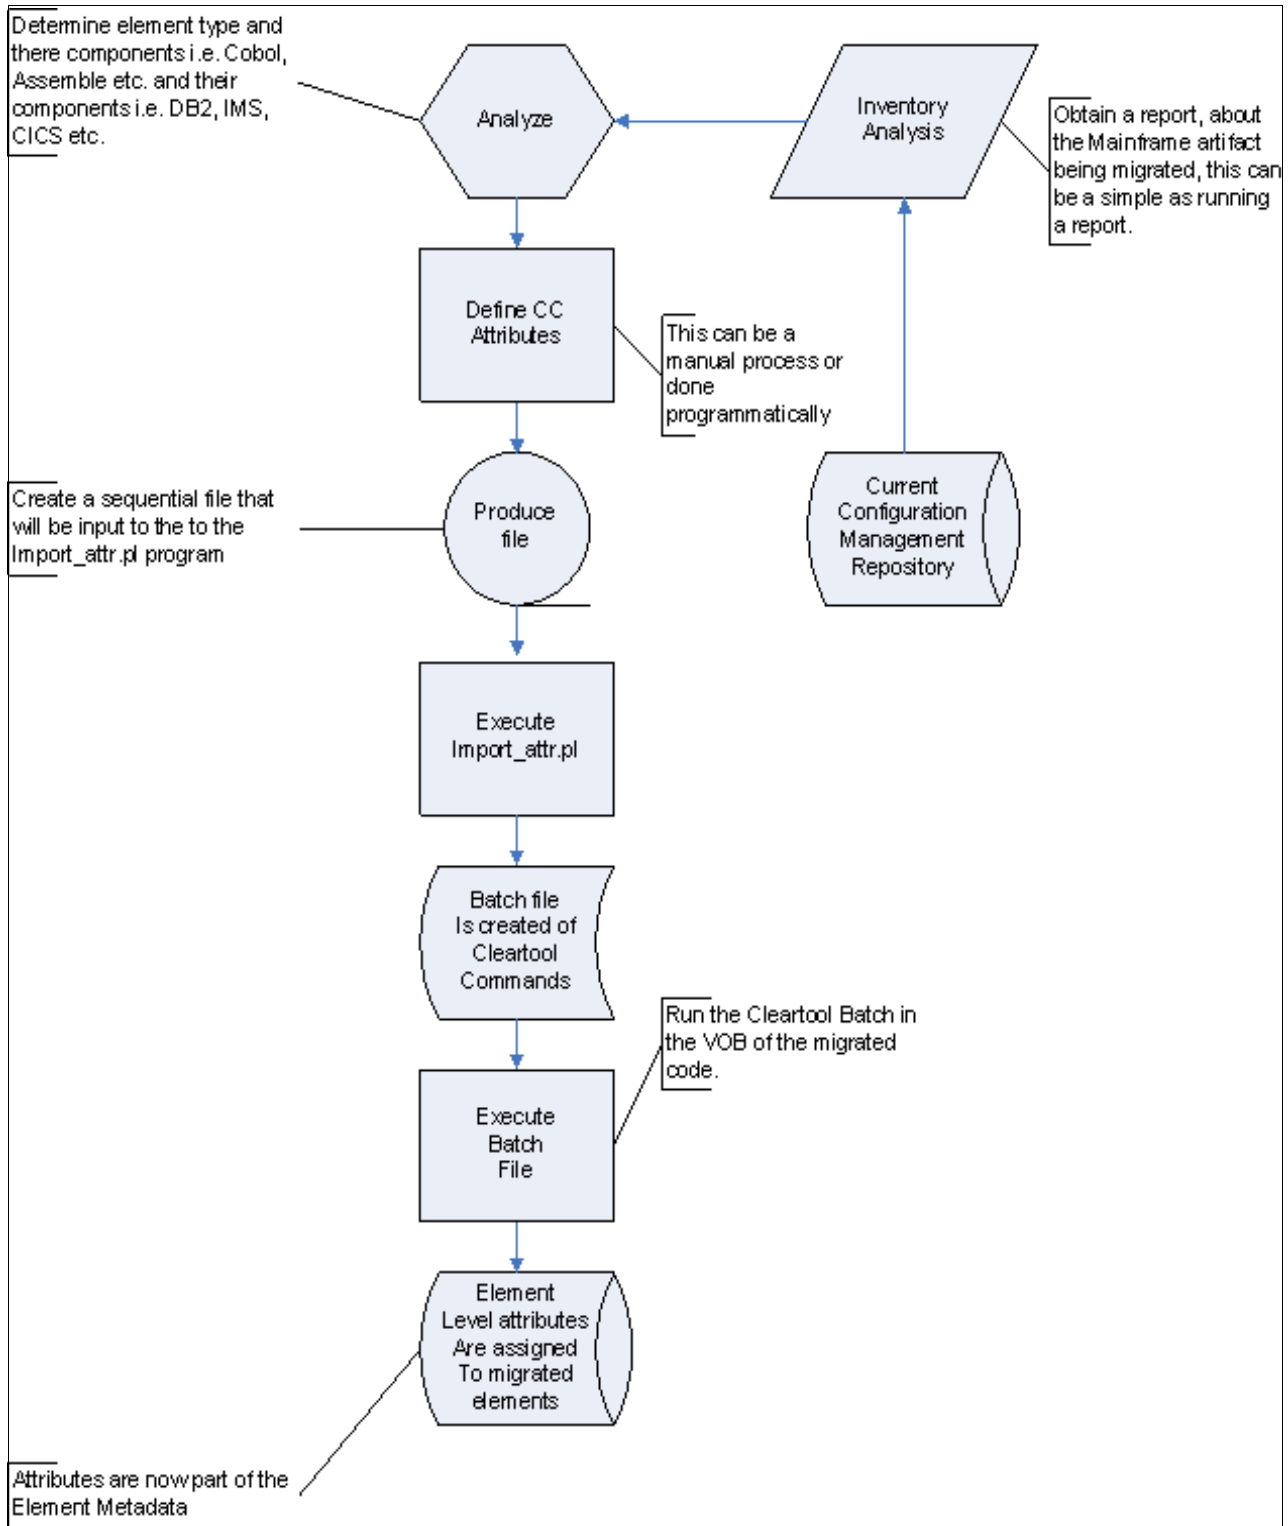 Determine element type and
there components i.e. Cobol,
Assemble etc. and their
components i.e. DB2, IMS,
CICS etc.
Analyze
Inventory
Analysis
Obtain a report, about
the Mainframe artifact
being migrated, this can
be a simple as running
a report.
Define CC
Attributes
This can be a
manual process or
done
programmatically
Create a sequential file that
will be input to the to the
Import_attr.pl program
Produce
file
Current
Configuration
Management
Repository
Execute
Import_attr.pl
Batch file
Is created of
Cleartool
Commands
Run the Cleartool Batch in
the VOB of the migrated
code.
Execute
Batch
File
Element
Level attributes
Are assigned
To migrated
elements
Attributes are now part of the
Element Metadata